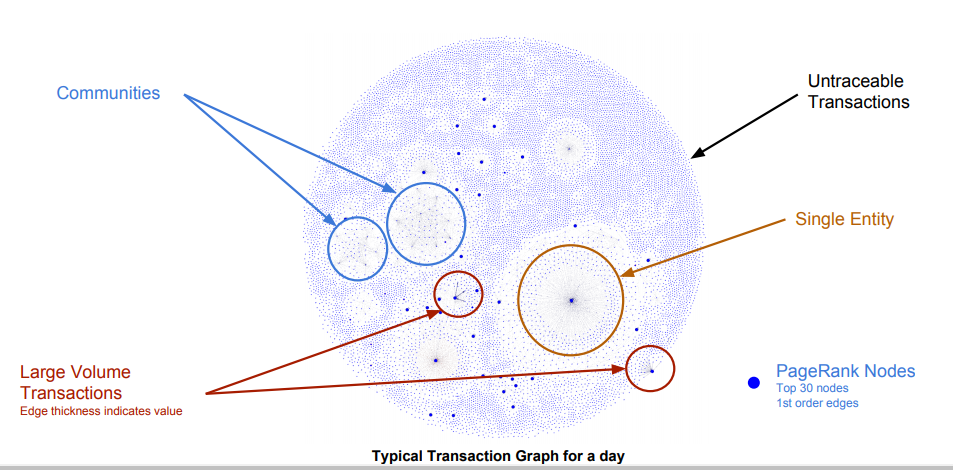 Communities
Untraceable
Transactions
Single Entity
Large Volume
Transactions
Edge thickness indicates value
PageRank Nodes
Top 30 nodes
1st order edges
Typical Transaction Graph for a day